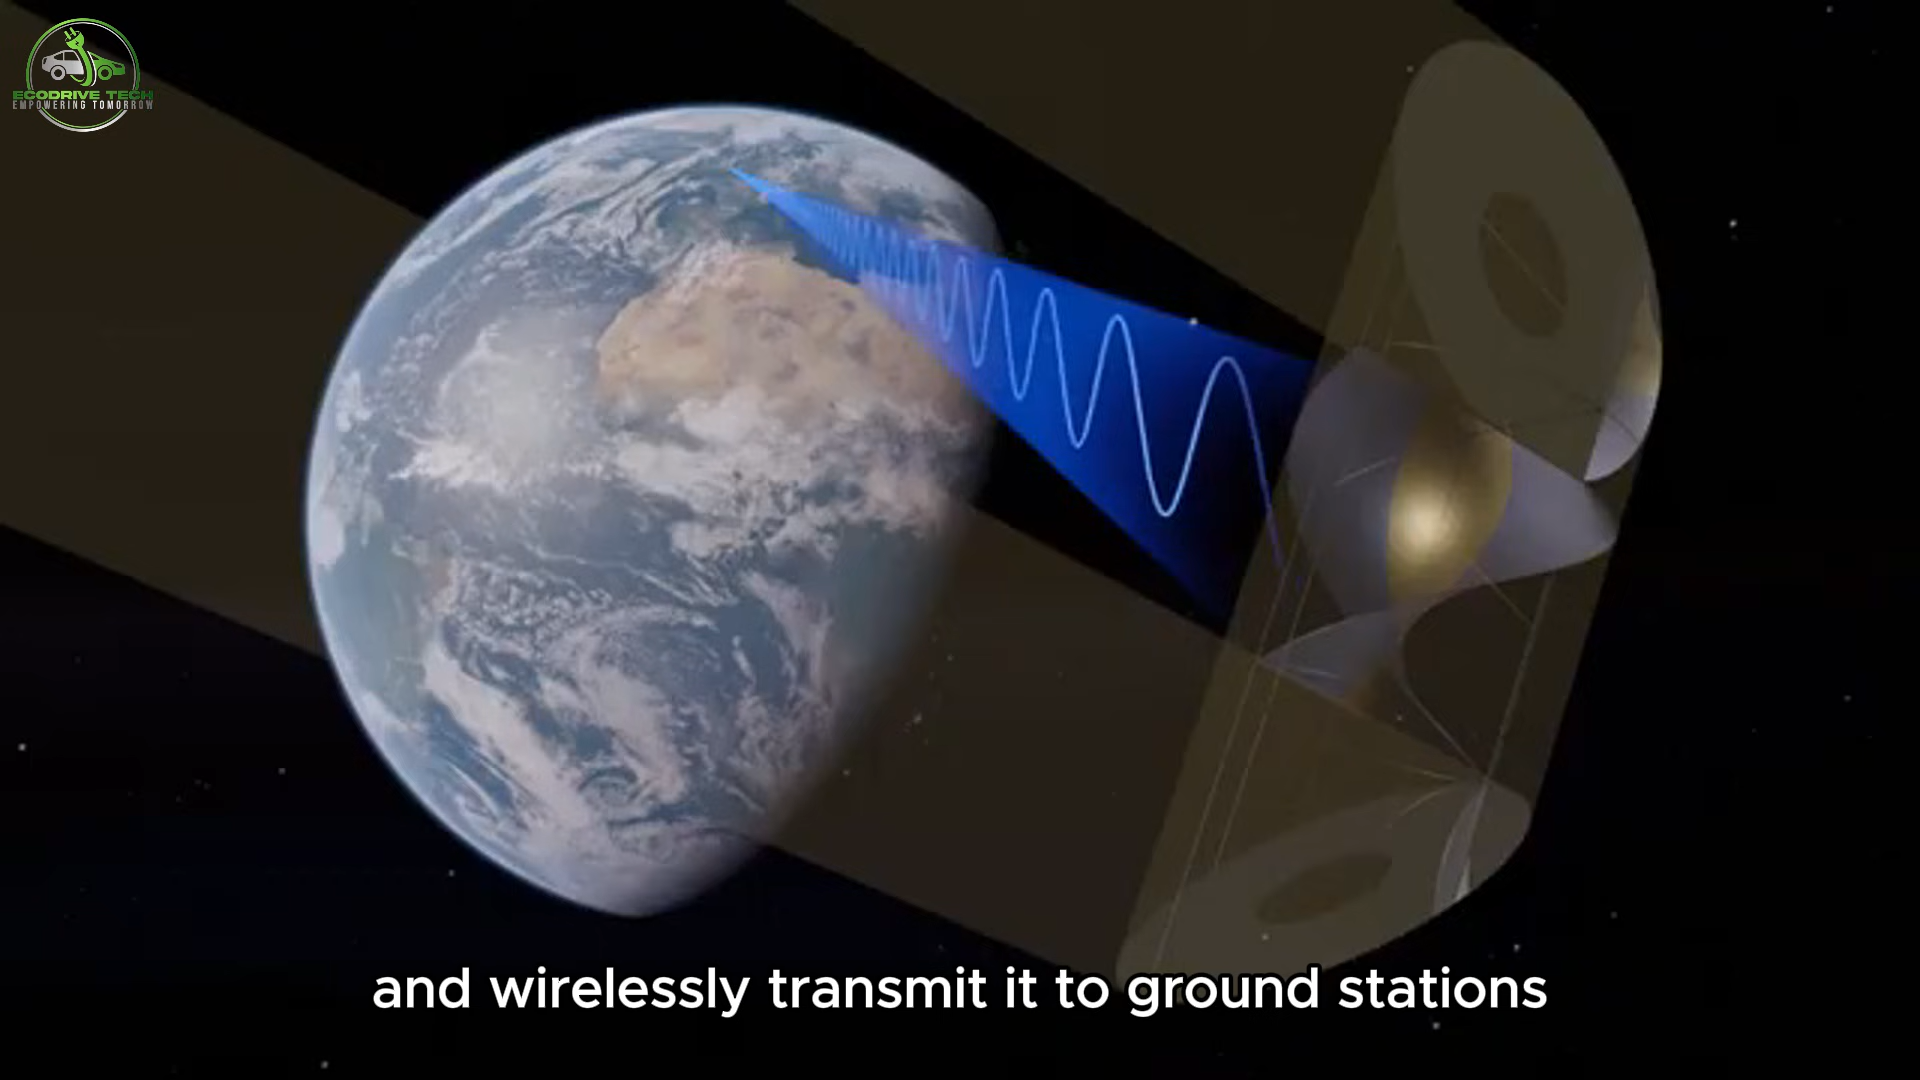 ECODRIVE TECH
EMPOWERING TOMORROW
and wirelessly transmit it to ground stations